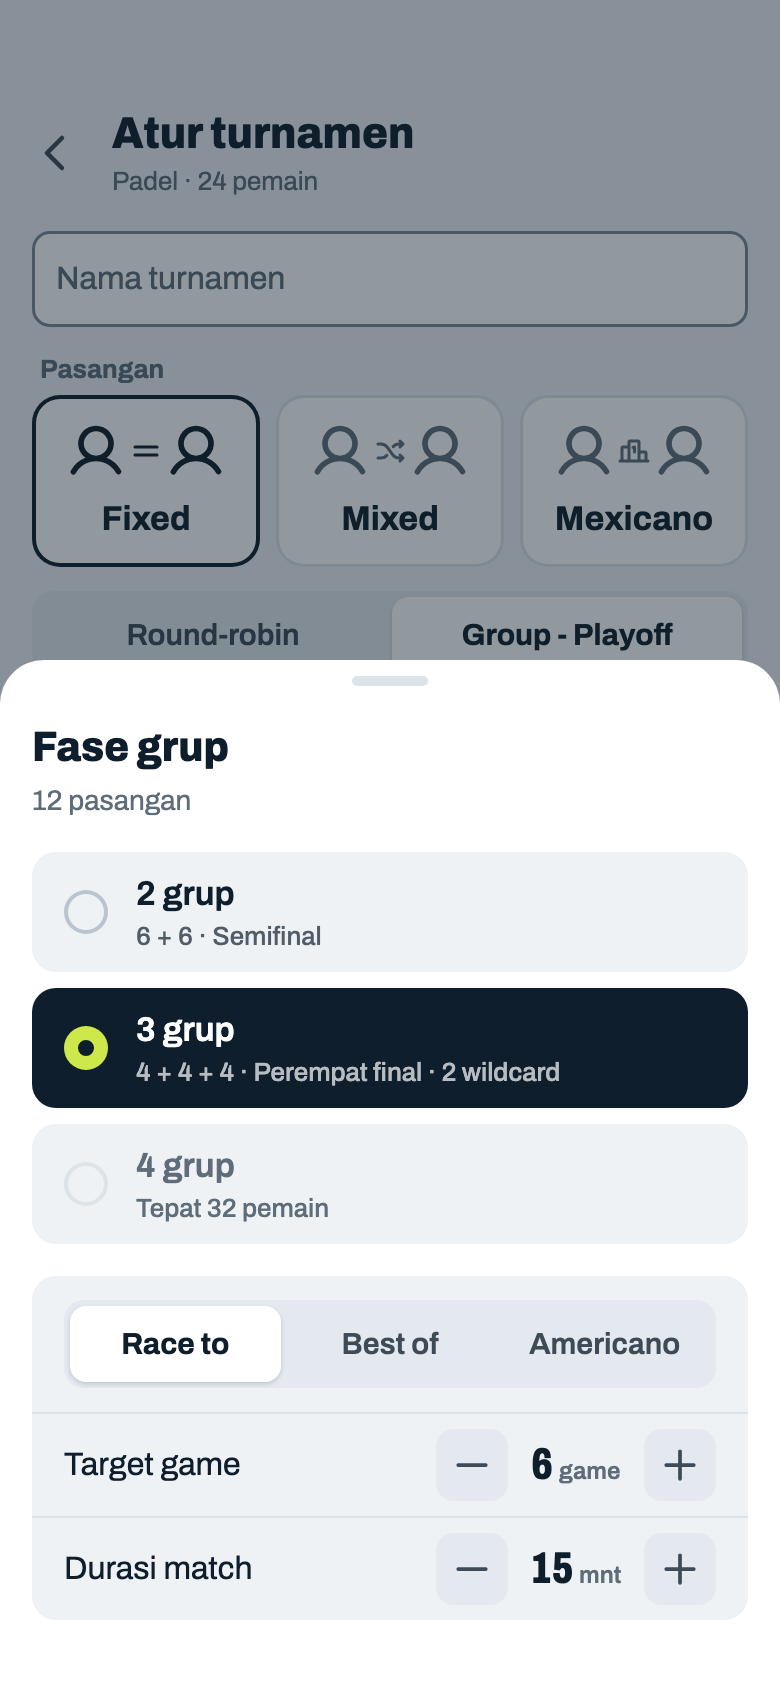 Atur turnamen
Padel · 24 pemain
Nama turnamen
Pasangan
Fixed
Mixed
Mexicano
Round-robin
Group - Playoff
Fase grup
12 pasangan
2 grup
6 + 6 · Semifinal
3 grup
4 + 4 + 4 · Perempat final · 2 wildcard
4 grup
Tepat 32 pemain
Race to
Best of
Americano
Target game
6 game
Durasi match
15 mnt